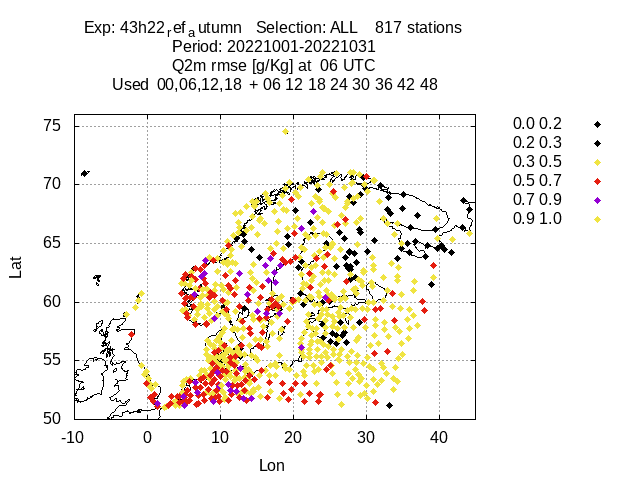 Exp: 43h22ᵣefₐutumn Selection: ALL 817 stations
Period: 20221001-20221031
Q2m rmse [g/Kg] at 06 UTC
Used 00,06,12,18 + 06 12 18 24 30 36 42 48
75
70
65
60
55
50
-10 0 10 20 30 40
Lat
Lon
0.0 0.2
0.2 0.3
0.3 0.5
0.5 0.7
0.7 0.9
0.9 1.0